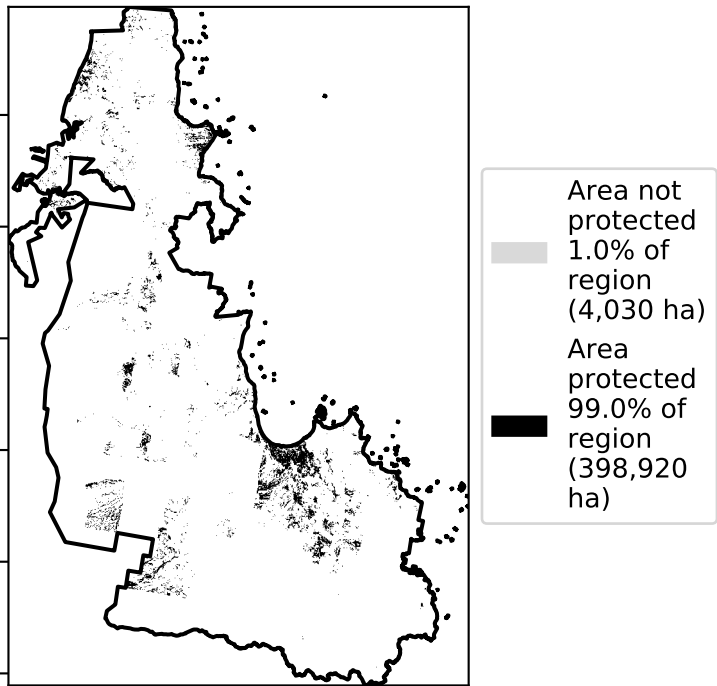 Area not
protected
1.0% of
region
(4,030 ha)
Area
protected
99.0% of
region
(398,920
ha)